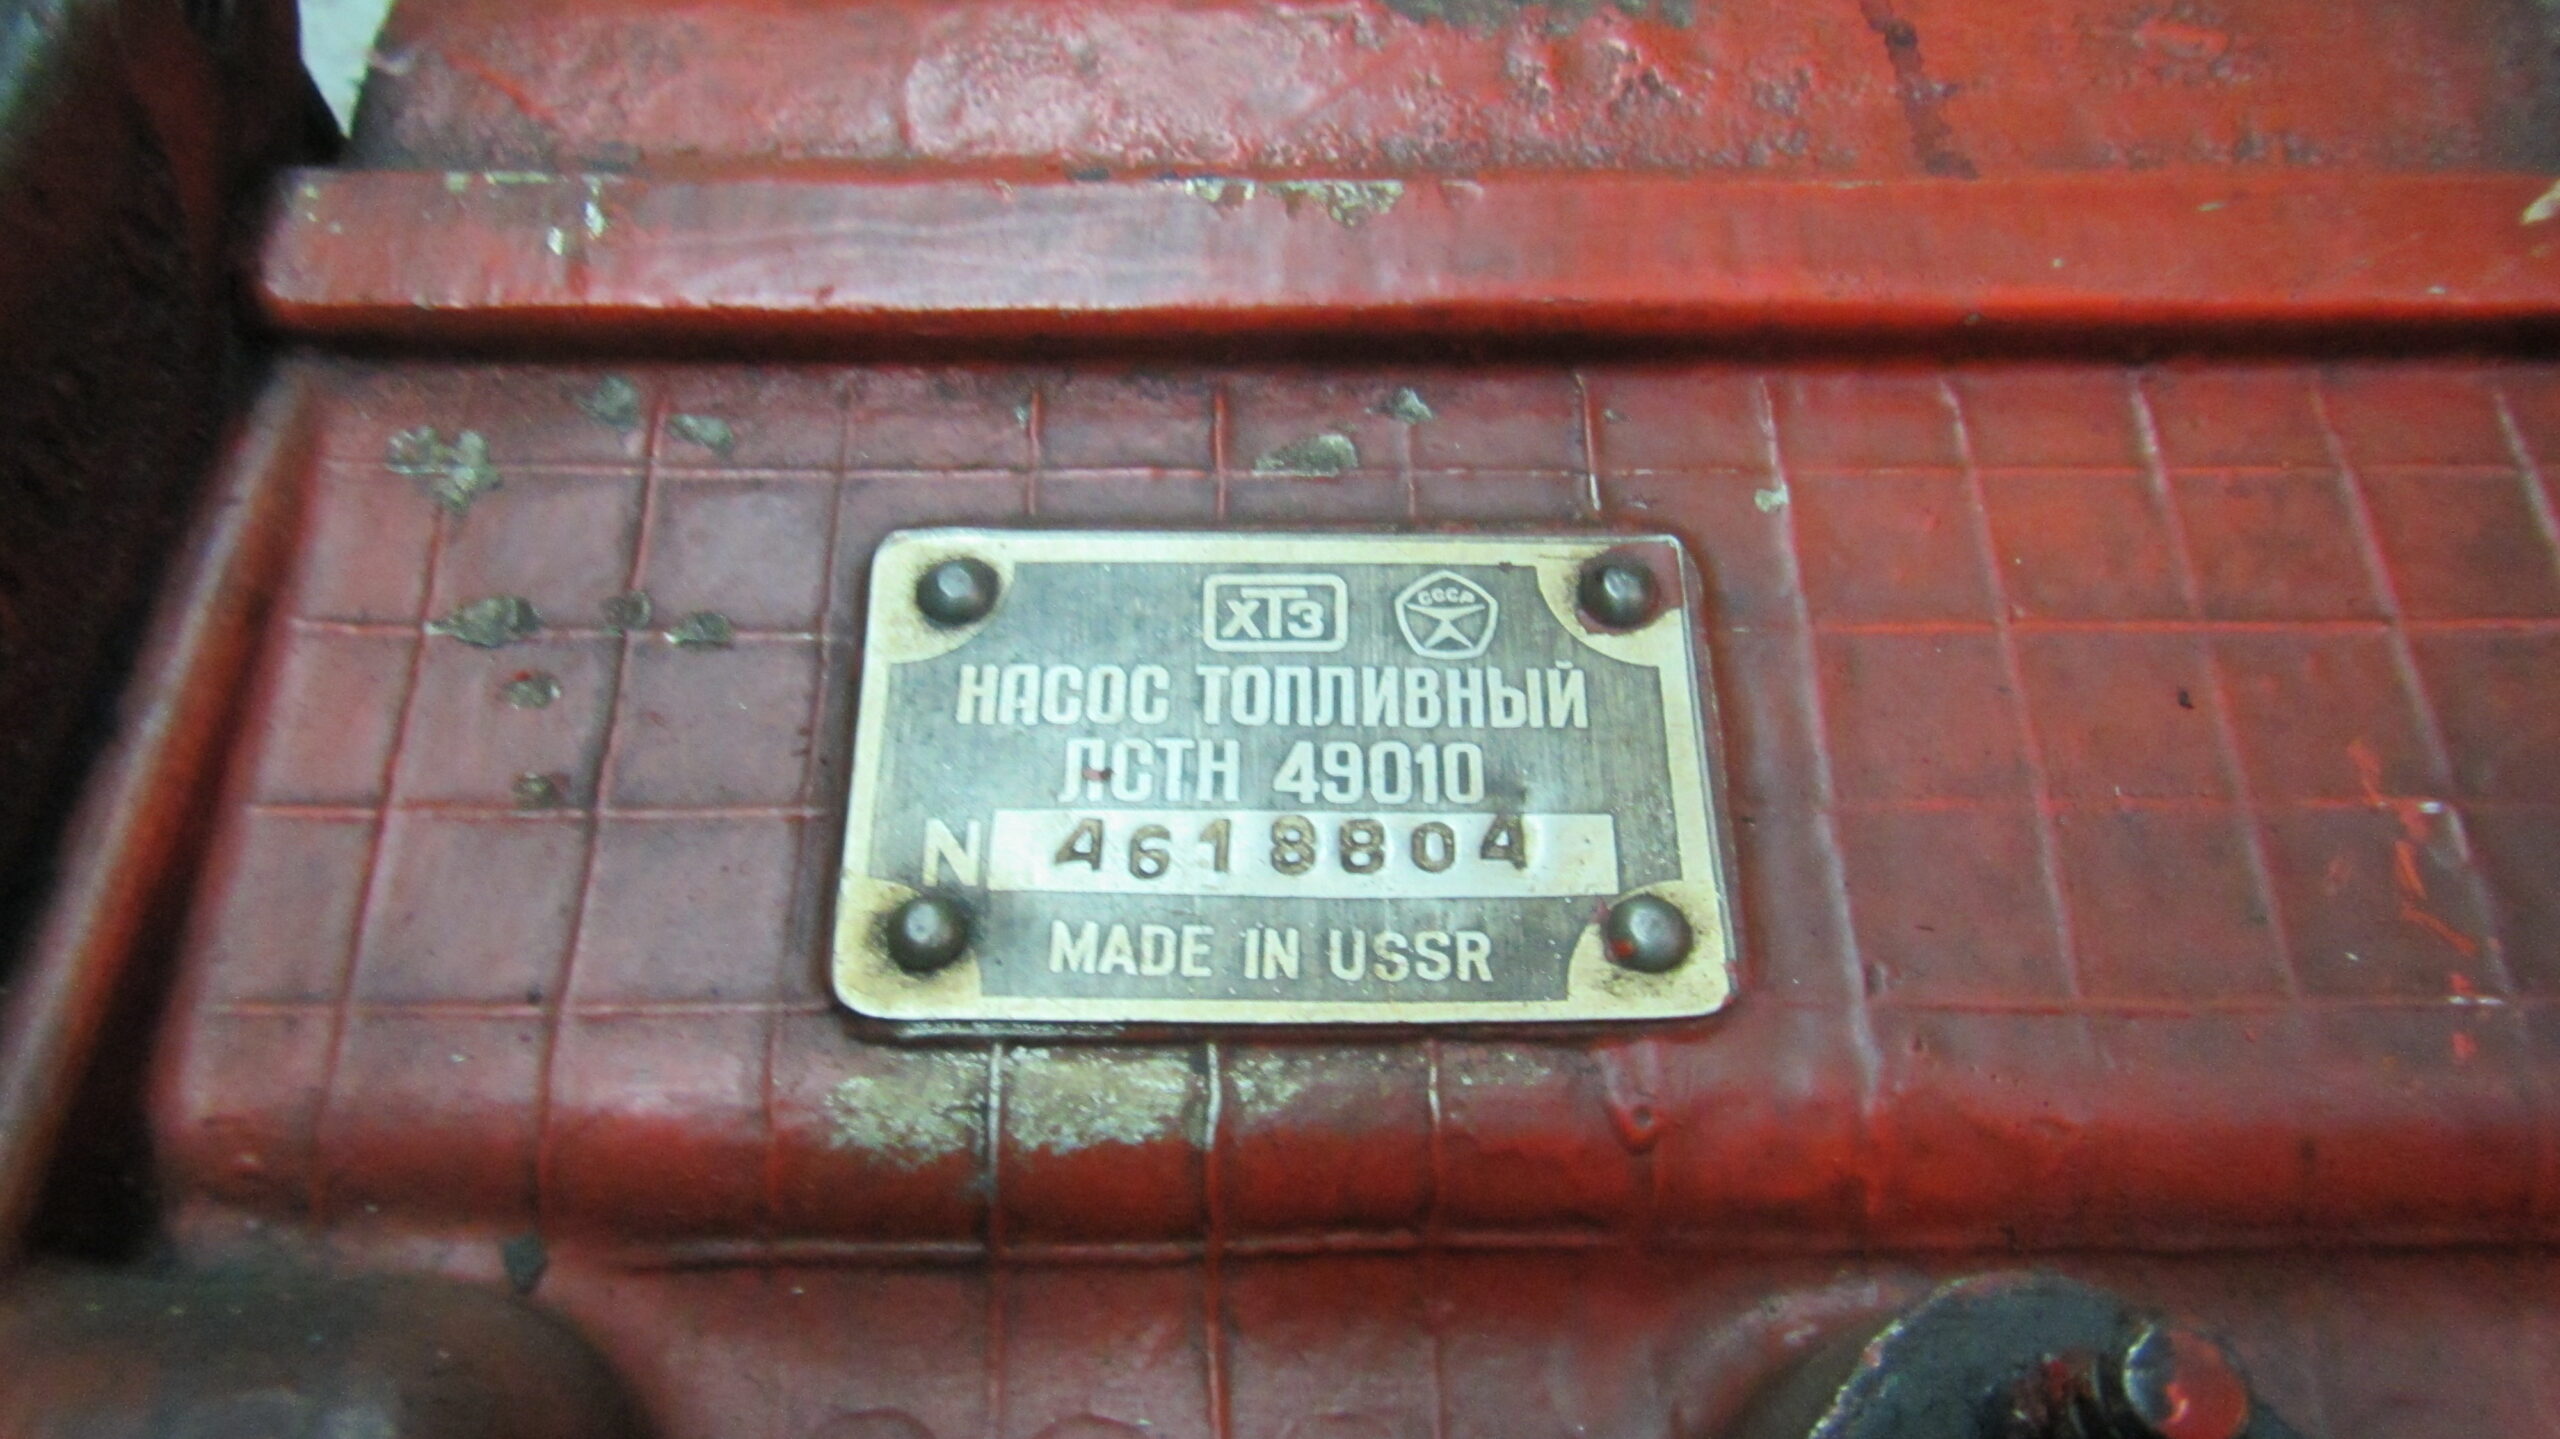 ХТЗ СССР
НАСОС ТОПЛИВНЫЙ
ЛСТН 49010
N 4618804
MADE IN USSR